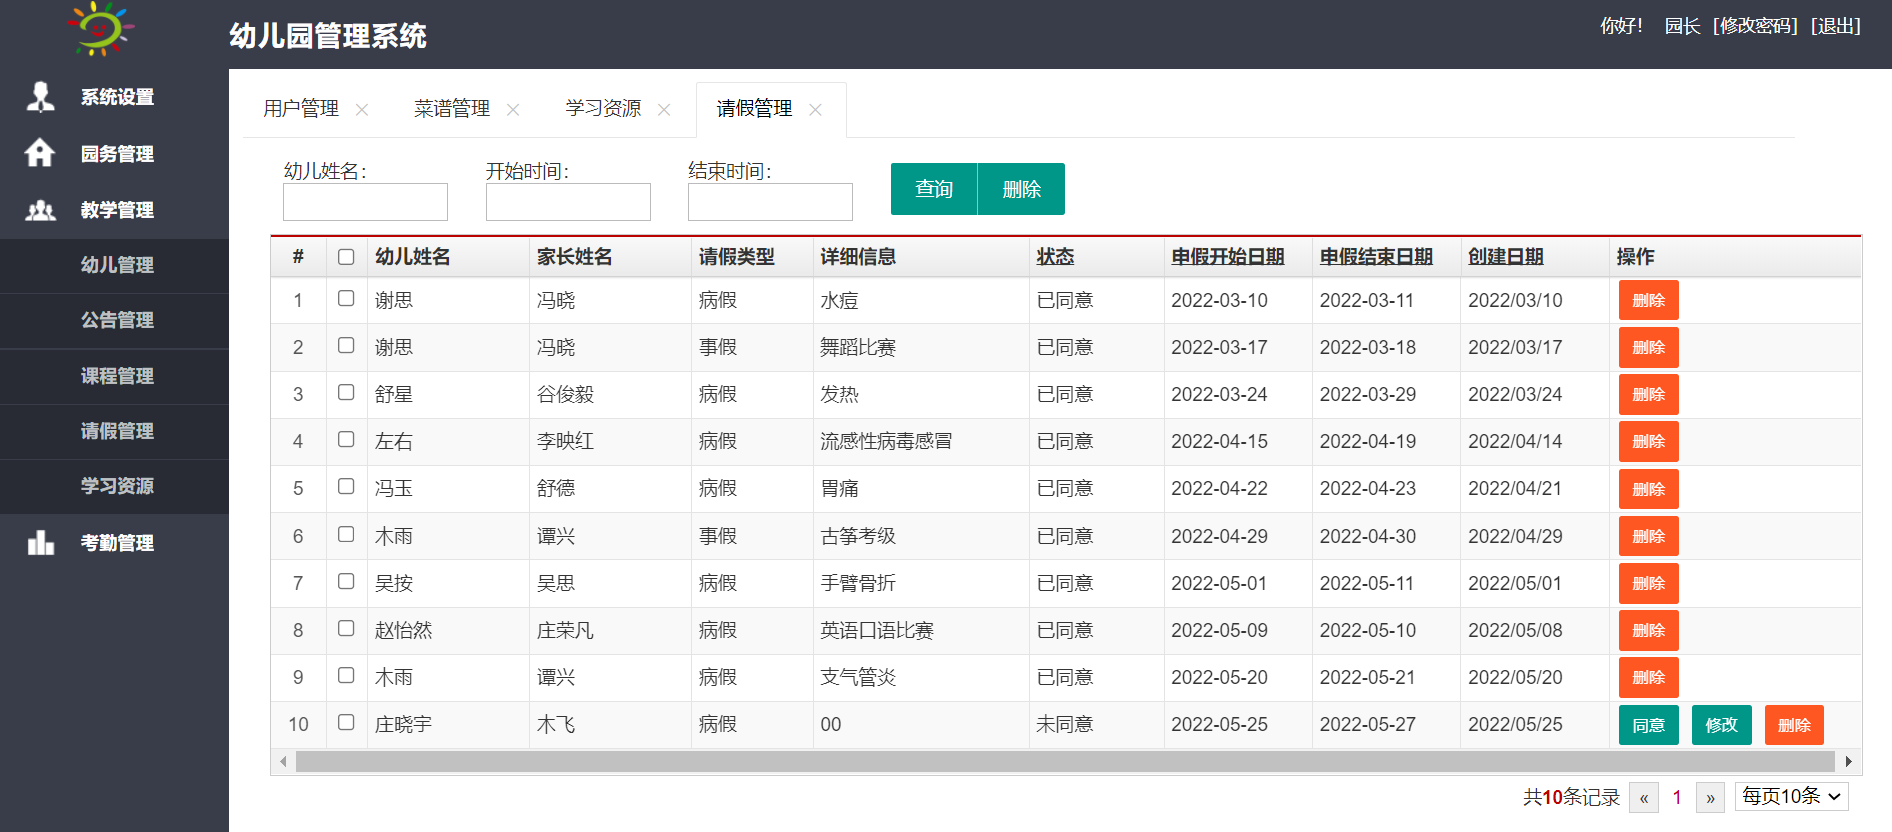 幼儿园管理系统
你好！ 园长 [修改密码] [退出]
系统设置
园务管理
教学管理
幼儿管理
公告管理
课程管理
请假管理
学习资源
考勤管理
用户管理 × 菜谱管理 × 学习资源 × 请假管理 ×
幼儿姓名： 开始时间： 结束时间： 查询 删除
# 幼儿姓名 家长姓名 请假类型 详细信息 状态 申假开始日期 申假结束日期 创建日期 操作
1 谢思 冯晓 病假 水痘 已同意 2022-03-10 2022-03-11 2022/03/10 删除
2 谢思 冯晓 事假 舞蹈比赛 已同意 2022-03-17 2022-03-18 2022/03/17 删除
3 舒星 谷俊毅 病假 发热 已同意 2022-03-24 2022-03-29 2022/03/24 删除
4 左右 李映红 病假 流感性病毒感冒 已同意 2022-04-15 2022-04-19 2022/04/14 删除
5 冯玉 舒德 病假 胃痛 已同意 2022-04-22 2022-04-23 2022/04/21 删除
6 木雨 谭兴 事假 古筝考级 已同意 2022-04-29 2022-04-30 2022/04/29 删除
7 吴按 吴思 病假 手臂骨折 已同意 2022-05-01 2022-05-11 2022/05/01 删除
8 赵怡然 庄荣凡 病假 英语口语比赛 已同意 2022-05-09 2022-05-10 2022/05/08 删除
9 木雨 谭兴 病假 支气管炎 已同意 2022-05-20 2022-05-21 2022/05/20 删除
10 庄晓宇 木飞 病假 00 未同意 2022-05-25 2022-05-27 2022/05/25 同意 修改 删除
共10条记录 « 1 » 每页10条